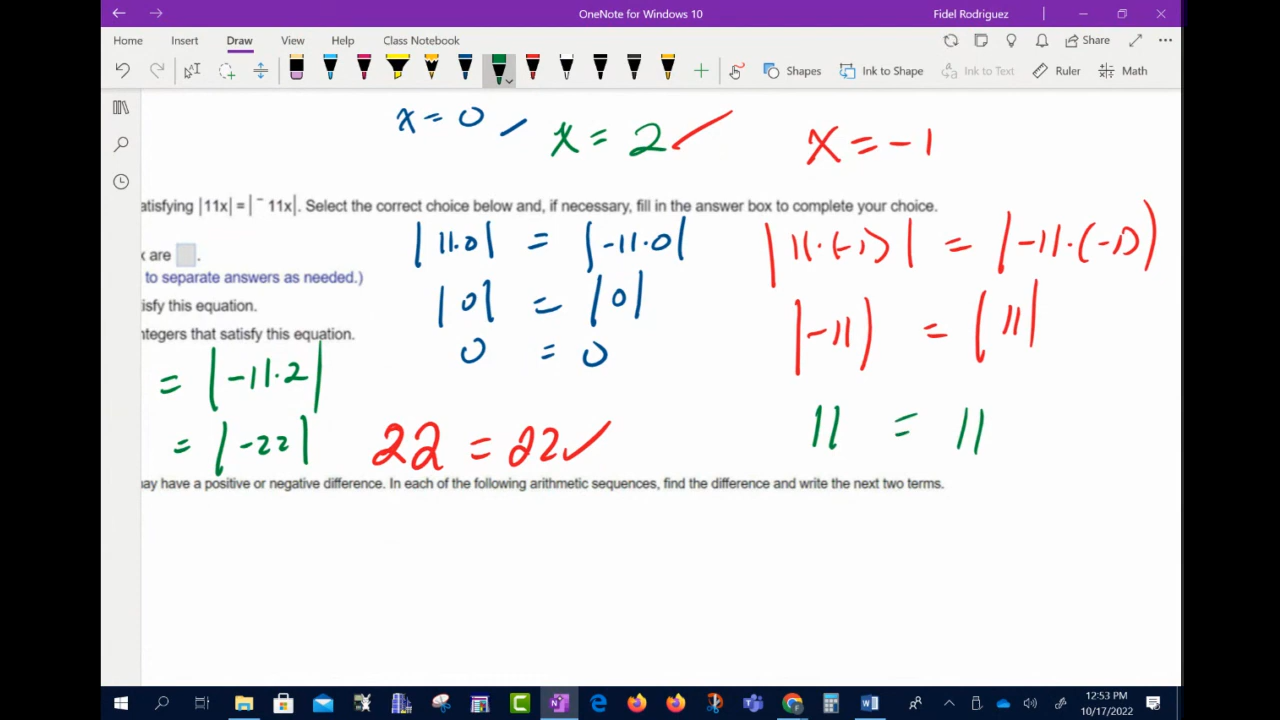 OneNote for Windows 10
Fidel Rodriguez
Home Insert Draw View Help Class Notebook
Share
Shapes Ink to Shape Ink to Text Ruler Math
x = 0 x = 2 x = -1
atisfying |11x| = |⁻11x|. Select the correct choice below and, if necessary, fill in the answer box to complete your choice.
|11·0| = |-11·0|
|11·(-1)| = |-11·(-1)|
x are .
to separate answers as needed.)
|0| = |0|
isfy this equation.
|-11| = |11|
ntegers that satisfy this equation.
0 = 0
= |-11·2|
= |-22| 22 = 22
11 = 11
may have a positive or negative difference. In each of the following arithmetic sequences, find the difference and write the next two terms.
12:53 PM
10/17/2022